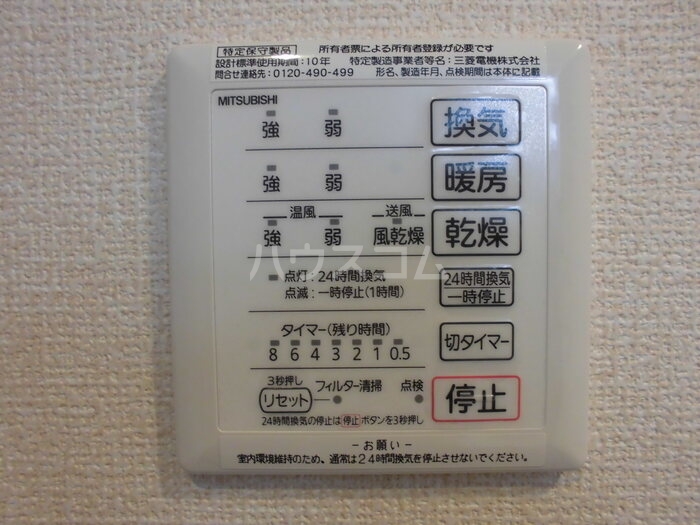 特定保守製品 所有者票による所有者登録が必要です
設計標準使用期間:10年 特定製造事業者等名:三菱電機株式会社
問合せ連絡先:0120-490-499 形名、製造年月、点検期間は本体に記載
MITSUBISHI
強 弱 換気
強 弱 暖房
温風 送風
強 弱 風乾燥 乾燥
点灯:24時間換気
点滅:一時停止(1時間)
24時間換気
一時停止
ハウスコム
タイマー(残り時間)
8 6 4 3 2 1 0.5
切タイマー
3秒押し
リセット フィルター清掃 点検
停止
24時間換気の停止は停止ボタンを3秒押し
-お願い-
室内環境維持のため、通常は24時間換気を停止させないでください。